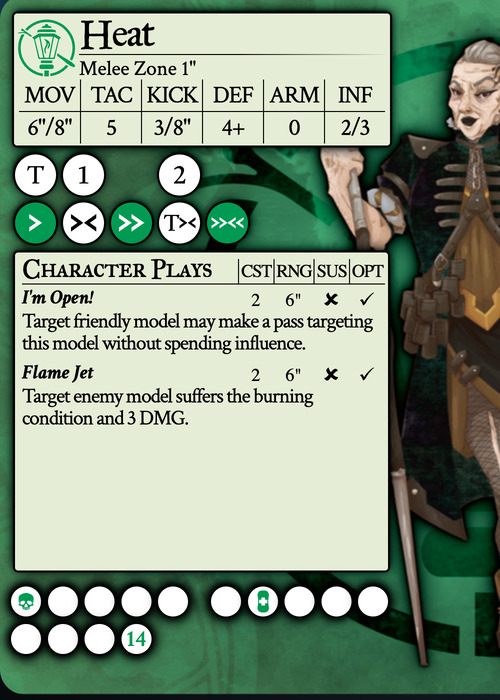 Heat
Melee Zone 1"
MOV TAC KICK DEF ARM INF
6"/8" 5 3/8" 4+ 0 2/3
T 1 2
> >< >> T>< >><<
CHARACTER PLAYS CST RNG SUS OPT
I'm Open! 2 6" ✘ ✓
Target friendly model may make a pass targeting
this model without spending influence.
Flame Jet 2 6" ✘ ✓
Target enemy model suffers the burning
condition and 3 DMG.
14